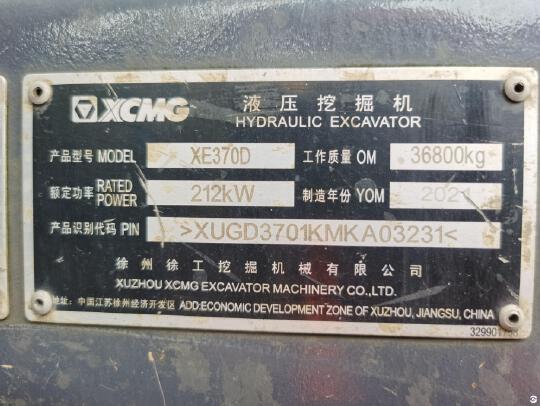 XCMG 液压挖掘机
HYDRAULIC EXCAVATOR
产品型号 MODEL XE370D 工作质量 OM 36800kg
额定功率 RATED POWER 212kW 制造年份 YOM 2021
产品识别代码 PIN >XUGD3701KMKA03231<
徐州徐工挖掘机械有限公司
XUZHOU XCMG EXCAVATOR MACHINERY CO.,LTD.
地址: 中国江苏徐州经济开发区 ADD:ECONOMIC DEVELOPMENT ZONE OF XUZHOU, JIANGSU, CHINA